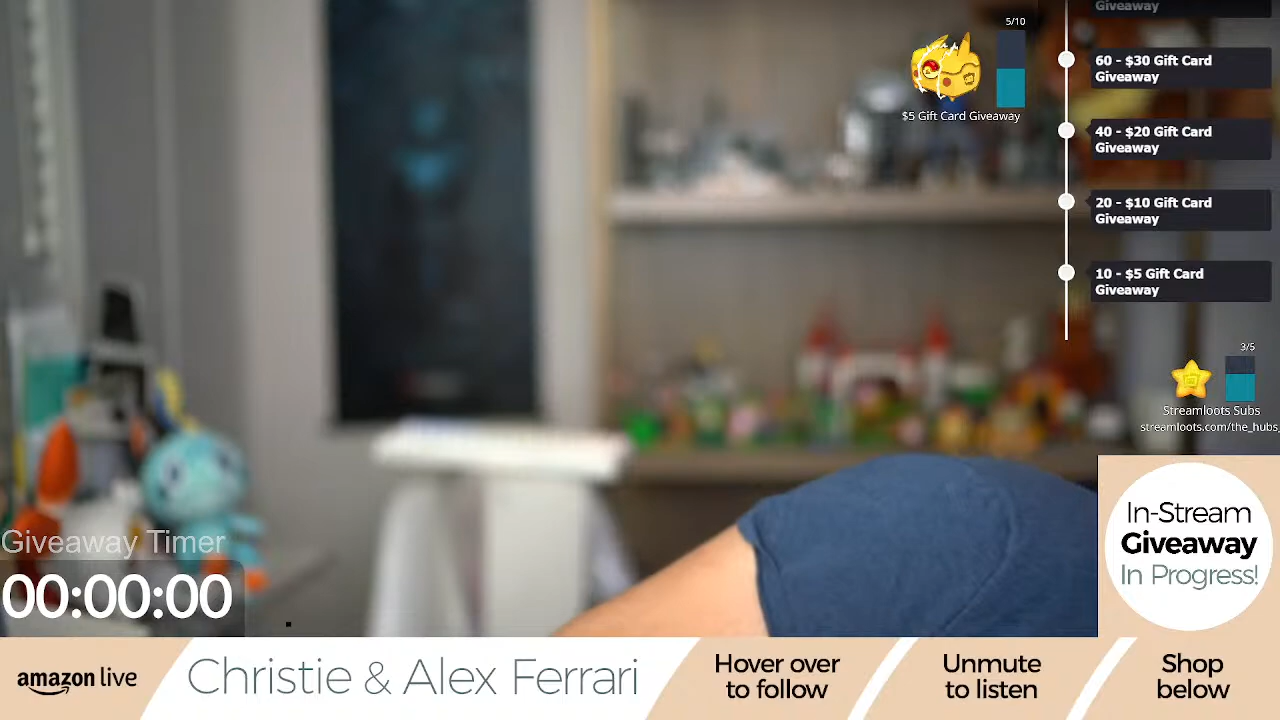 Giveaway
5/10
$5 Gift Card Giveaway
60 - $30 Gift Card
Giveaway
40 - $20 Gift Card
Giveaway
20 - $10 Gift Card
Giveaway
10 - $5 Gift Card
Giveaway
3/5
Streamloots Subs
streamloots.com/the_hubs_
Giveaway Timer
00:00:00
In-Stream
Giveaway
In Progress!
amazon live
Christie & Alex Ferrari
Hover over
to follow
Unmute
to listen
Shop
below